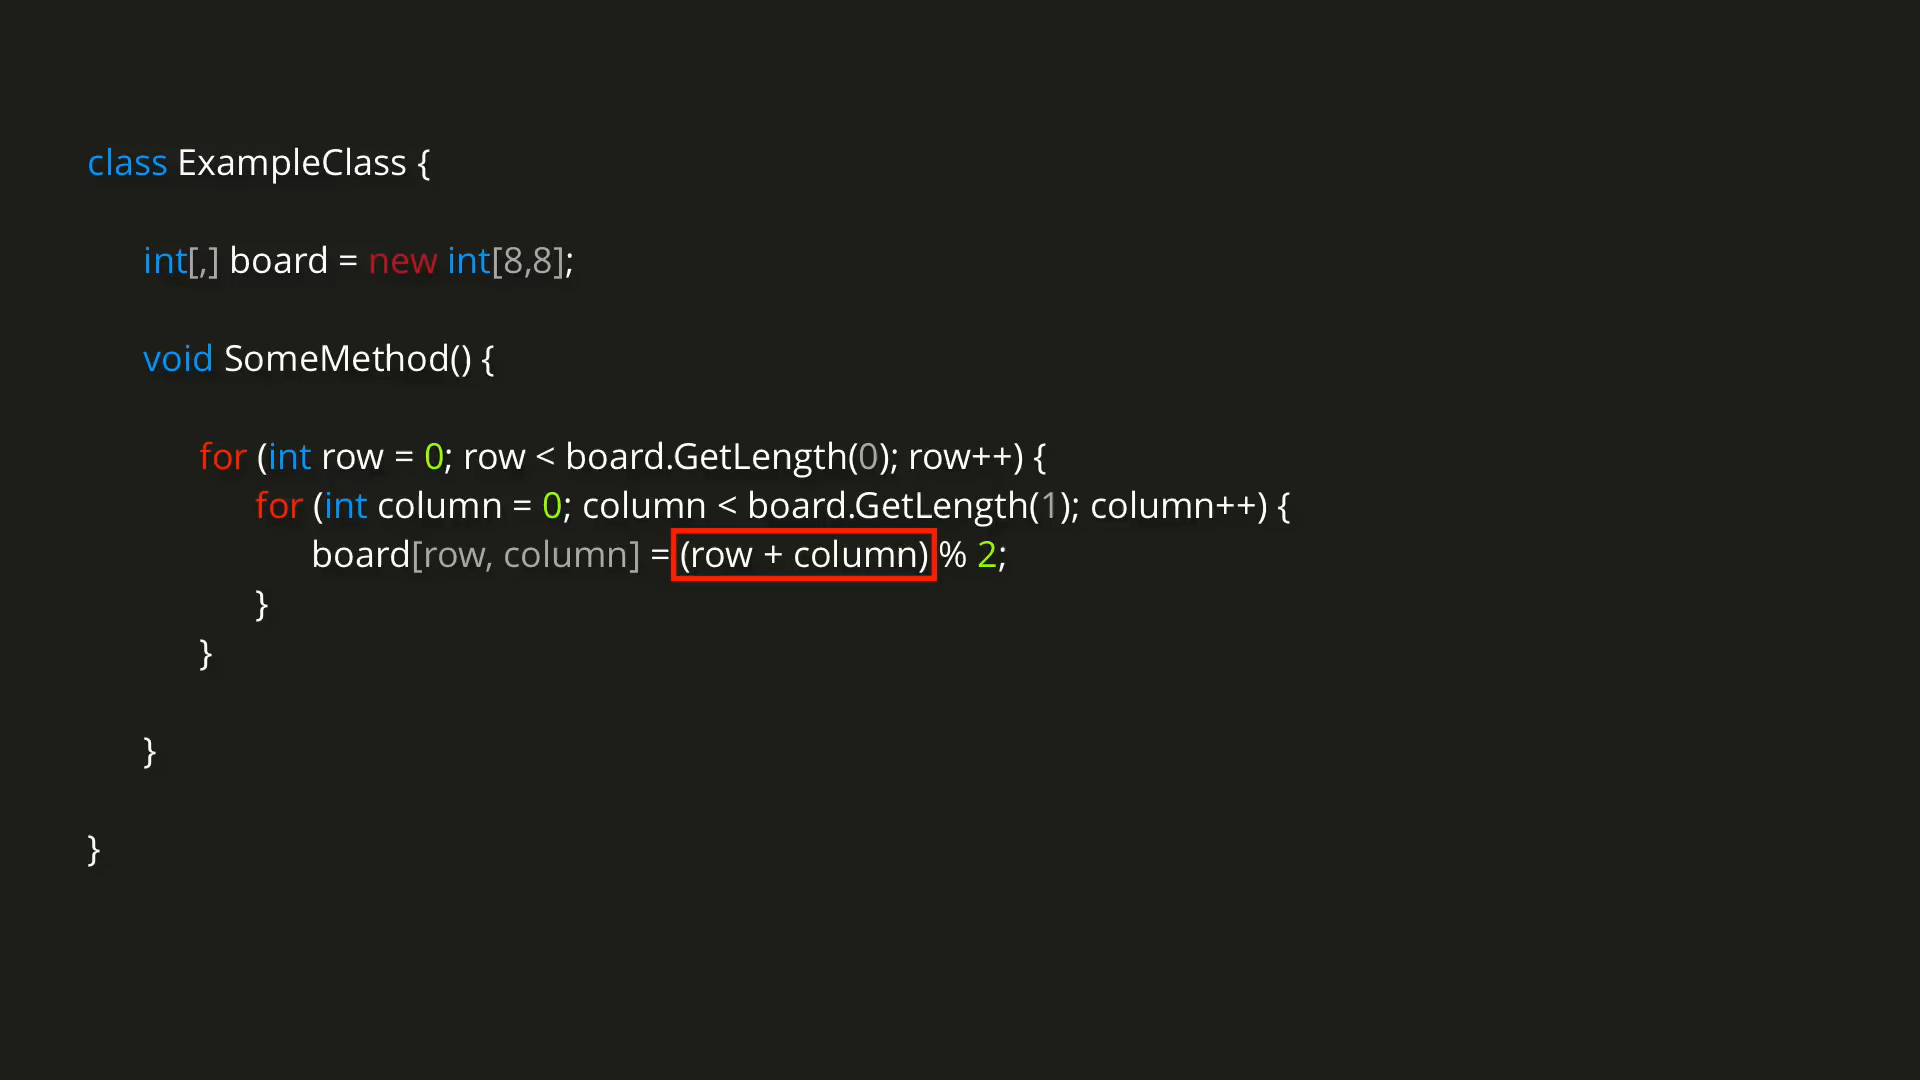 class ExampleClass {
int[,] board = new int[8,8];
void SomeMethod() {
for (int row = 0; row < board.GetLength(0); row++) {
for (int column = 0; column < board.GetLength(1); column++) {
board[row, column] = (row + column) % 2;
}
}
}
}